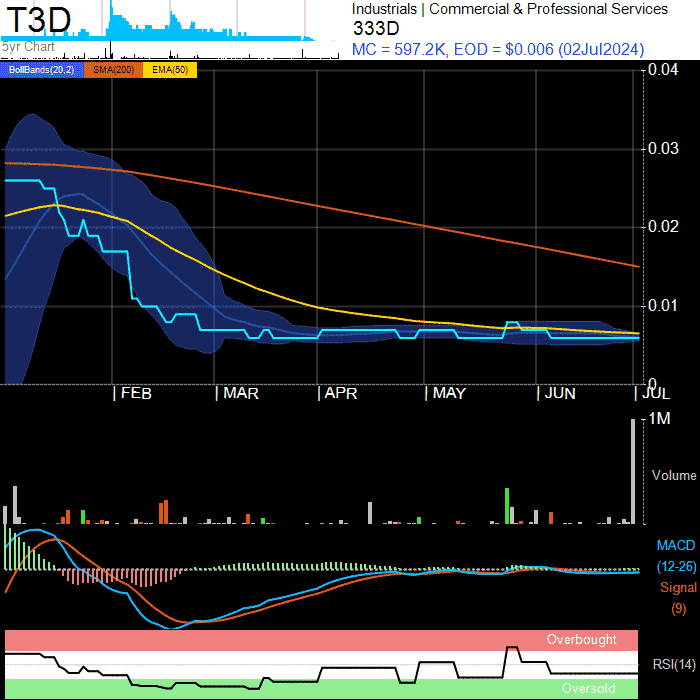 T3D
5yr Chart
Industrials | Commercial & Professional Services
333D
MC = 597.2K, EOD = $0.006 (02Jul2024)
BollBands(20,2) SMA(200) EMA(50)
0.04
0.03
0.02
0.01
0
FEB MAR APR MAY JUN JUL
1M
Volume
MACD
(12-26)
Signal
(9)
Overbought
RSI(14)
Oversold